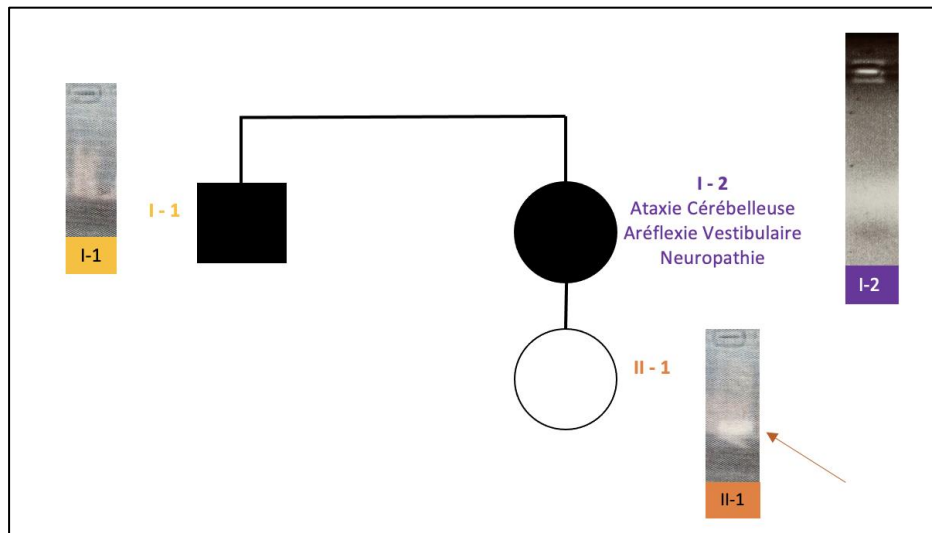 I - 1
I-1
I - 2
Ataxie Cérébelleuse
Aréflexie Vestibulaire
Neuropathie
I-2
II - 1
II-1